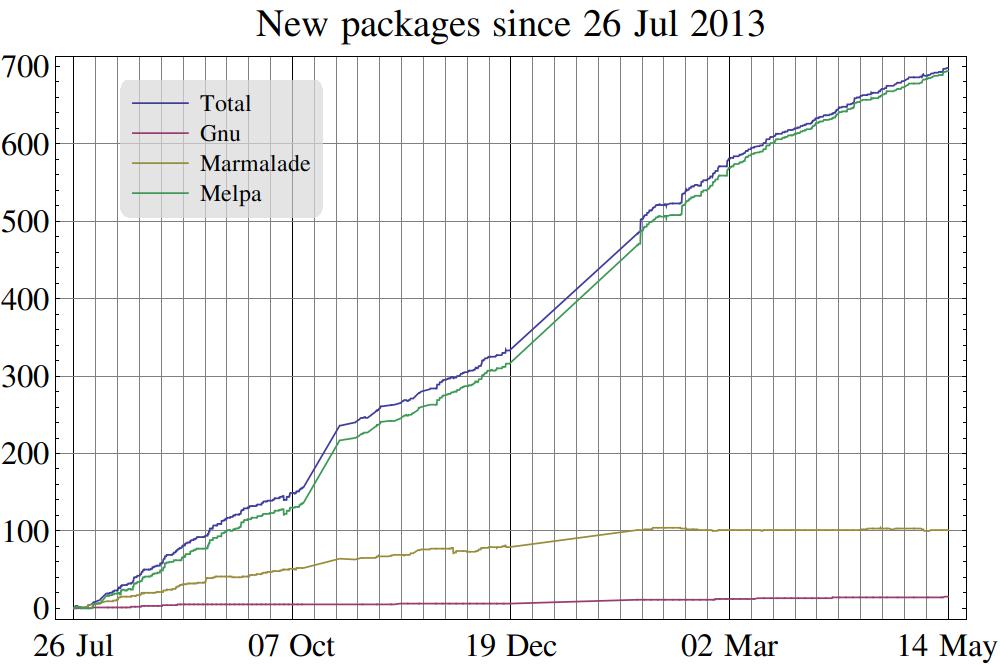 New packages since 26 Jul 2013
700
600
500
400
300
200
100
0
Total
Gnu
Marmalade
Melpa
26 Jul 07 Oct 19 Dec 02 Mar 14 May